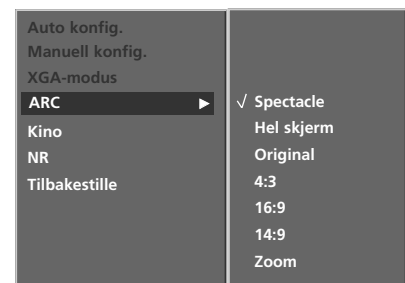 Auto konfig.
Manuell konfig.
XGA-modus
ARC ▶
Kino
NR
Tilbakestille
√ Spectacle
Hel skjerm
Original
4:3
16:9
14:9
Zoom